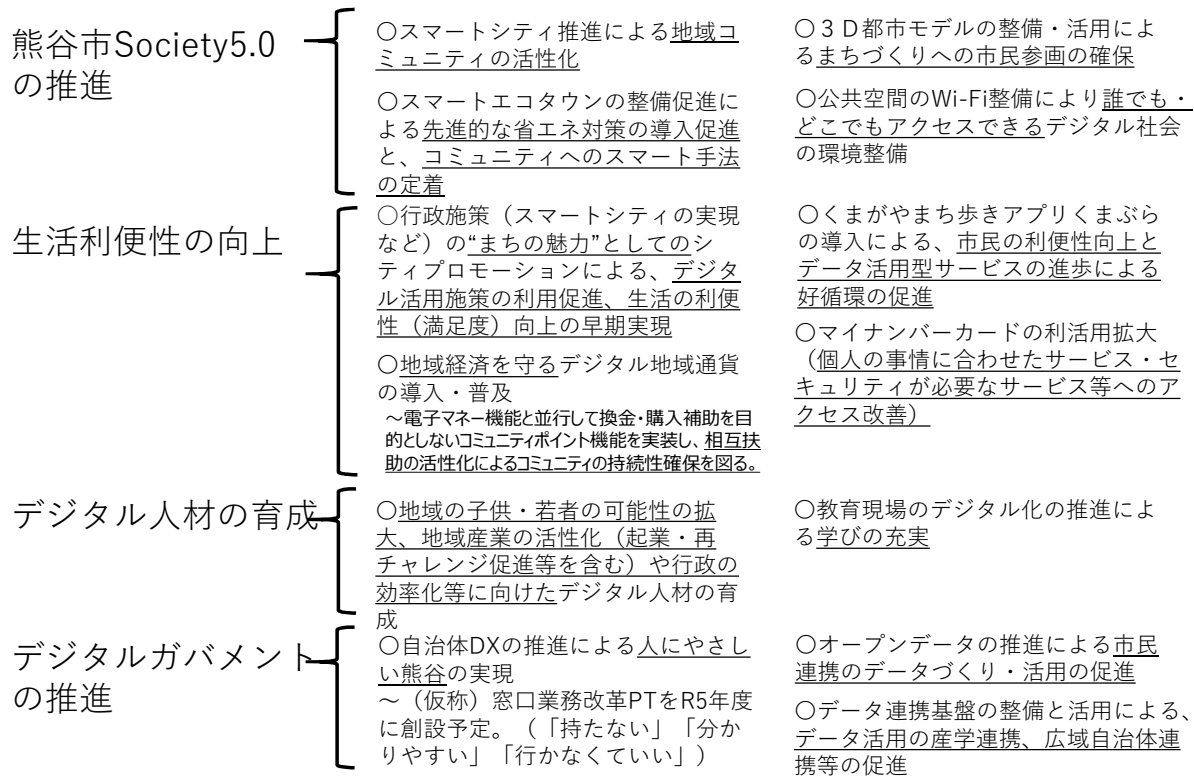 熊谷市Society5.0
の推進
〇スマートシティ推進による地域コ
ミュニティの活性化
〇スマートエコタウンの整備促進に
よる先進的な省エネ対策の導入促進
と、コミュニティへのスマート手法
の定着
〇３Ｄ都市モデルの整備・活用によ
るまちづくりへの市民参画の確保
〇公共空間のWi-Fi整備により誰でも・
どこでもアクセスできるデジタル社会
の環境整備
生活利便性の向上
〇行政施策（スマートシティの実現
など）の“まちの魅力”としてのシ
ティプロモーションによる、デジタ
ル活用施策の利用促進、生活の利便
性（満足度）向上の早期実現
〇地域経済を守るデジタル地域通貨
の導入・普及
～電子マネー機能と並行して換金・購入補助を目
的としないコミュニティポイント機能を実装し、相互扶
助の活性化によるコミュニティの持続性確保を図る。
〇くまがやまち歩きアプリくまぶら
の導入による、市民の利便性向上と
データ活用型サービスの進歩による
好循環の促進
〇マイナンバーカードの利活用拡大
（個人の事情に合わせたサービス・セ
キュリティが必要なサービス等へのア
クセス改善）
デジタル人材の育成
〇地域の子供・若者の可能性の拡
大、地域産業の活性化（起業・再
チャレンジ促進等を含む）や行政の
効率化等に向けたデジタル人材の育
成
〇教育現場のデジタル化の推進によ
る学びの充実
デジタルガバメント
の推進
〇自治体DXの推進による人にやさし
い熊谷の実現
～（仮称）窓口業務改革PTをR5年度
に創設予定。（「持たない」「分か
りやすい」「行かなくていい」）
〇オープンデータの推進による市民
連携のデータづくり・活用の促進
〇データ連携基盤の整備と活用による、
データ活用の産学連携、広域自治体連
携等の促進